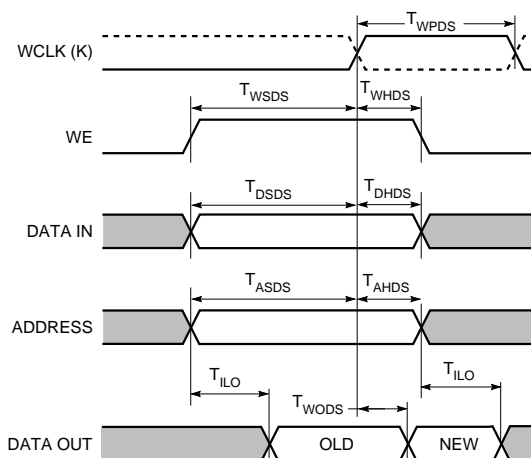 T_WPDS
WCLK (K)
T_WSDS T_WHDS
WE
T_DSDS T_DHDS
DATA IN
T_ASDS T_AHDS
ADDRESS
T_ILO T_ILO
T_WODS
DATA OUT OLD NEW